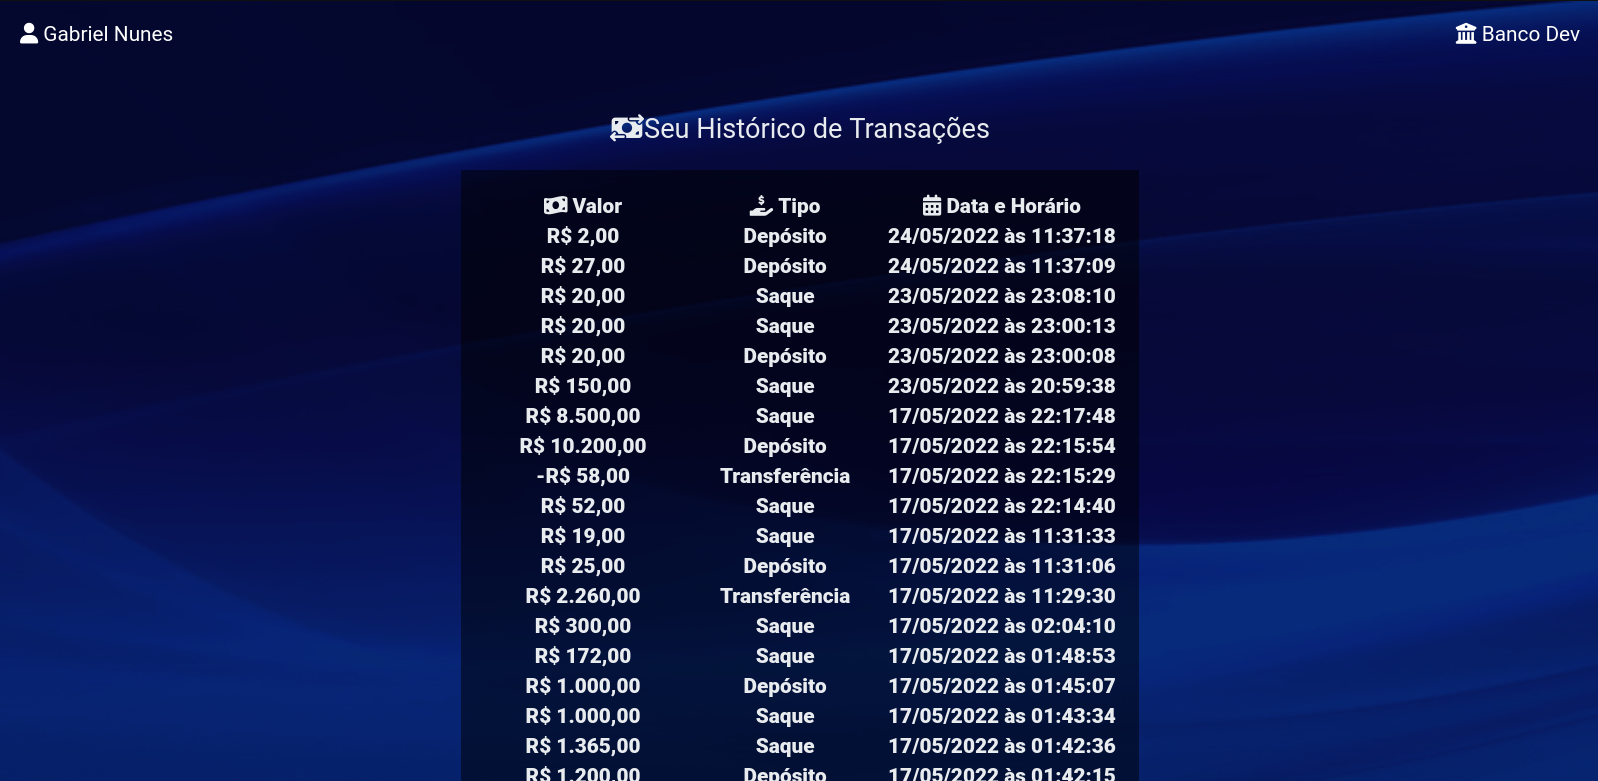 Gabriel Nunes
Banco Dev
Seu Histórico de Transações
Valor Tipo Data e Horário
R$ 2,00 Depósito 24/05/2022 às 11:37:18
R$ 27,00 Depósito 24/05/2022 às 11:37:09
R$ 20,00 Saque 23/05/2022 às 23:08:10
R$ 20,00 Saque 23/05/2022 às 23:00:13
R$ 20,00 Depósito 23/05/2022 às 23:00:08
R$ 150,00 Saque 23/05/2022 às 20:59:38
R$ 8.500,00 Saque 17/05/2022 às 22:17:48
R$ 10.200,00 Depósito 17/05/2022 às 22:15:54
-R$ 58,00 Transferência 17/05/2022 às 22:15:29
R$ 52,00 Saque 17/05/2022 às 22:14:40
R$ 19,00 Saque 17/05/2022 às 11:31:33
R$ 25,00 Depósito 17/05/2022 às 11:31:06
R$ 2.260,00 Transferência 17/05/2022 às 11:29:30
R$ 300,00 Saque 17/05/2022 às 02:04:10
R$ 172,00 Saque 17/05/2022 às 01:48:53
R$ 1.000,00 Depósito 17/05/2022 às 01:45:07
R$ 1.000,00 Saque 17/05/2022 às 01:43:34
R$ 1.365,00 Saque 17/05/2022 às 01:42:36
R$ 1.200,00 Depósito 17/05/2022 às 01:42:15